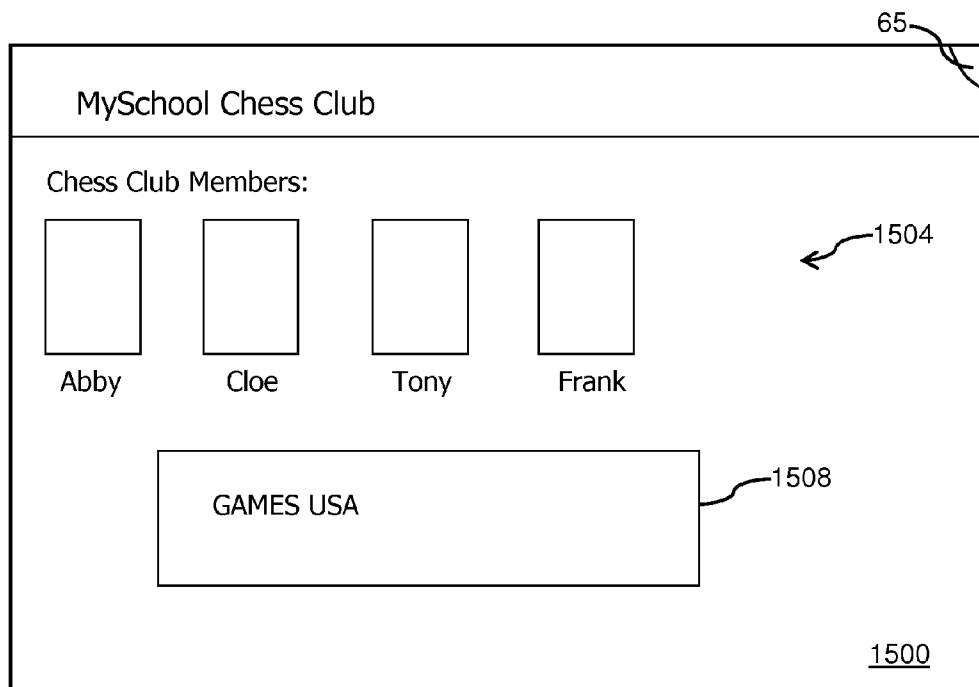 65
MySchool Chess Club
Chess Club Members:
1504
Abby Cloe Tony Frank
1508
GAMES USA
1500